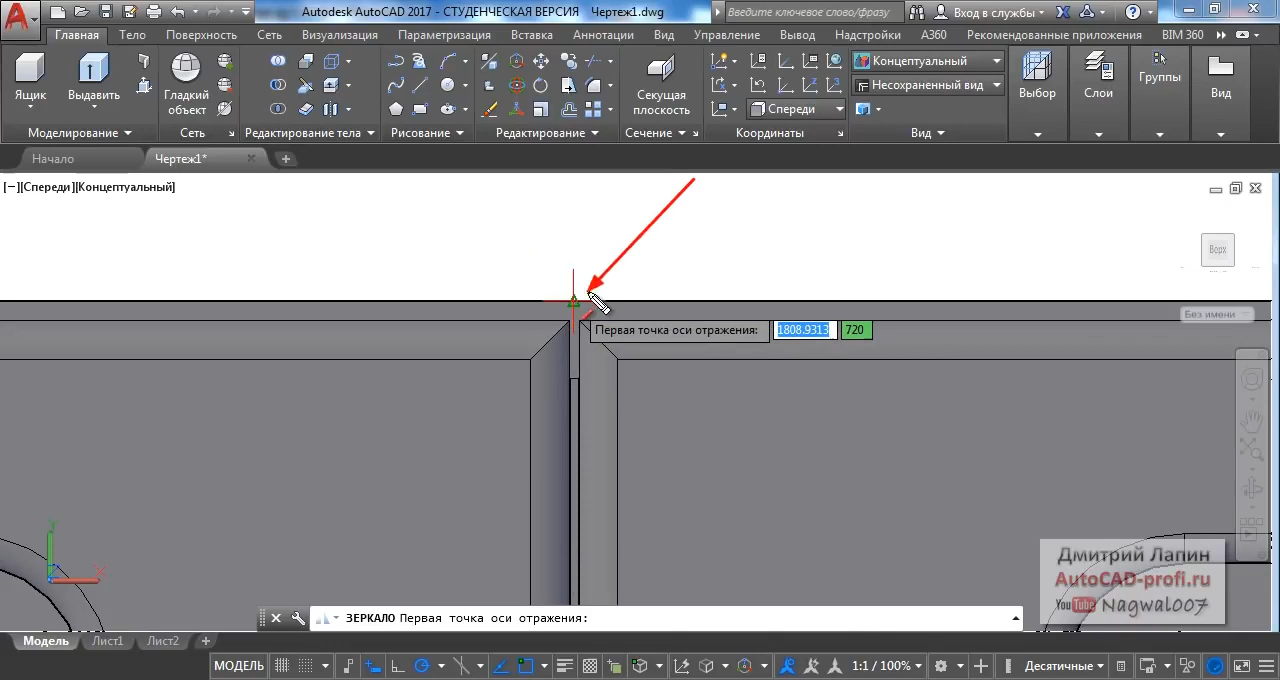 Autodesk AutoCAD 2017 - СТУДЕНЧЕСКАЯ ВЕРСИЯ Чертеж1.dwg
Введите ключевое слово/фразу
Вход в службы
Главная Тело Поверхность Сеть Визуализация Параметризация Вставка Аннотации Вид Управление Вывод Надстройки A360 Рекомендованные приложения BIM 360
Ящик
Выдавить
Гладкий
объект
Секущая
плоскость
Концептуальный
Несохраненный вид
Спереди
Выбор
Слои
Группы
Вид
Моделирование Сеть Редактирование тела Рисование Редактирование Сечение Координаты Вид
Начало Чертеж1*
[−][Спереди][Концептуальный]
Верх
Без имени
Первая точка оси отражения: 1808.9313 720
Y
X
Дмитрий Лапин
AutoCAD-profi.ru
YouTube Nagwal007
ЗЕРКАЛО Первая точка оси отражения:
Модель Лист1 Лист2 +
МОДЕЛЬ 1:1 / 100% Десятичные